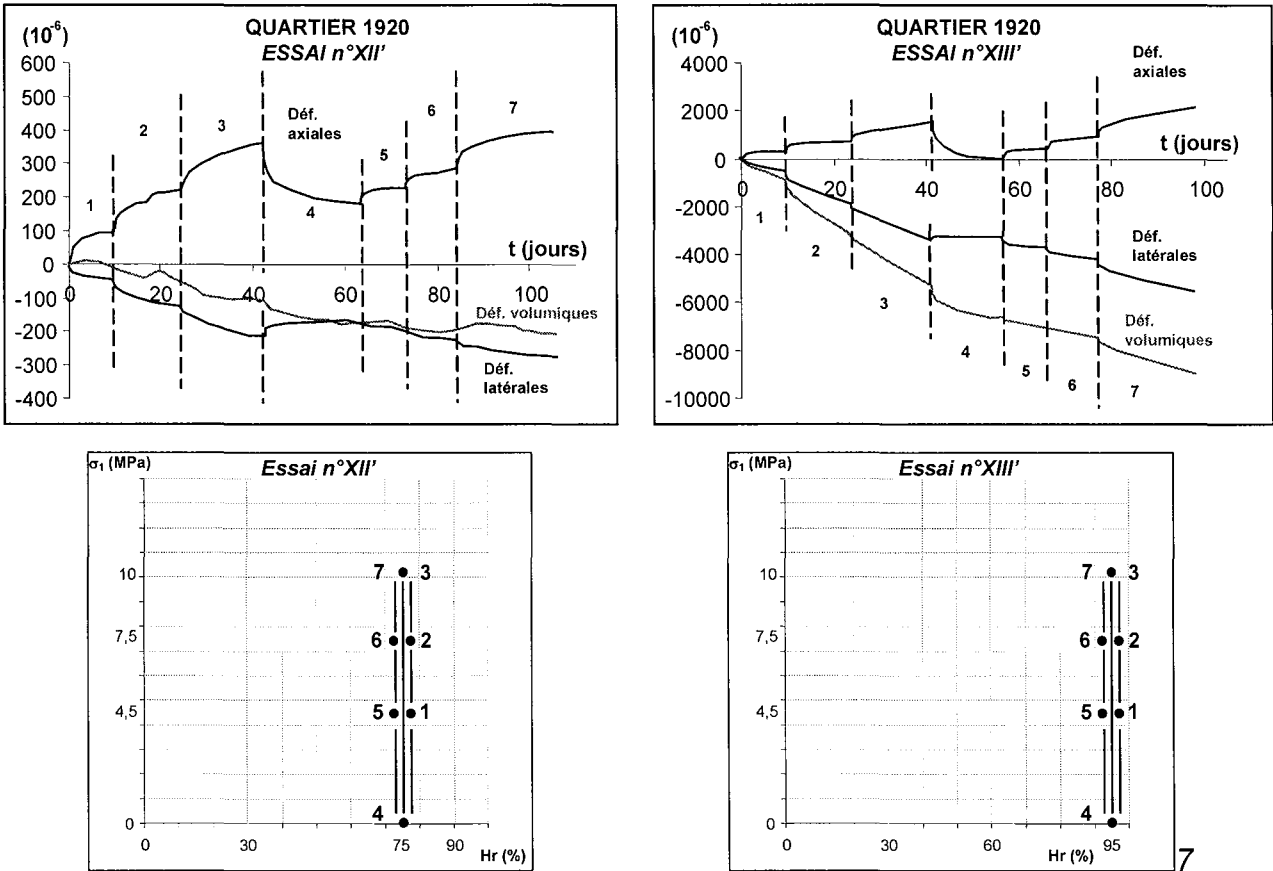 QUARTIER 1920
ESSAI n°XII'
(10⁻⁶)
600
500
400
300
200
100
0
-100
-200
-300
-400
0
20
40
60
80
100
1
2
3
4
5
6
7
Déf.
axiales
t (jours)
Déf. volumiques
Déf.
latérales
QUARTIER 1920
ESSAI n°XIII'
(10⁻⁶)
4000
2000
0
-2000
-4000
-6000
-8000
-10000
0
20
40
60
80
100
1
2
3
4
5
6
7
Déf.
axiales
t (jours)
Déf.
latérales
Déf.
volumiques
σ₁ (MPa)
Essai n°XII'
10
7,5
4,5
0
7 3
6 2
5 1
4
0 30 75 90
Hr (%)
σ₁ (MPa)
Essai n°XIII'
10
7,5
4,5
0
7 3
6 2
5 1
4
0 30 60 95
Hr (%)
7